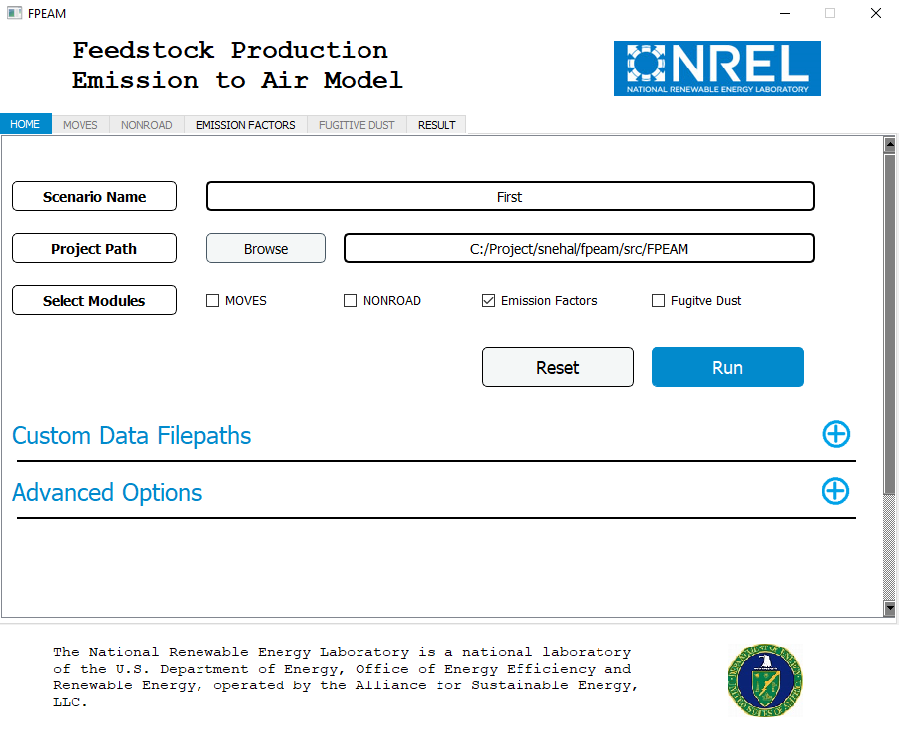 FPEAM
Feedstock Production
Emission to Air Model
NREL
NATIONAL RENEWABLE ENERGY LABORATORY
HOME MOVES NONROAD EMISSION FACTORS FUGITIVE DUST RESULT
Scenario Name First
Project Path Browse C:/Project/snehal/fpeam/src/FPEAM
Select Modules MOVES NONROAD Emission Factors Fugitve Dust
Reset Run
Custom Data Filepaths
Advanced Options
The National Renewable Energy Laboratory is a national laboratory
of the U.S. Department of Energy, Office of Energy Efficiency and
Renewable Energy, operated by the Alliance for Sustainable Energy,
LLC.